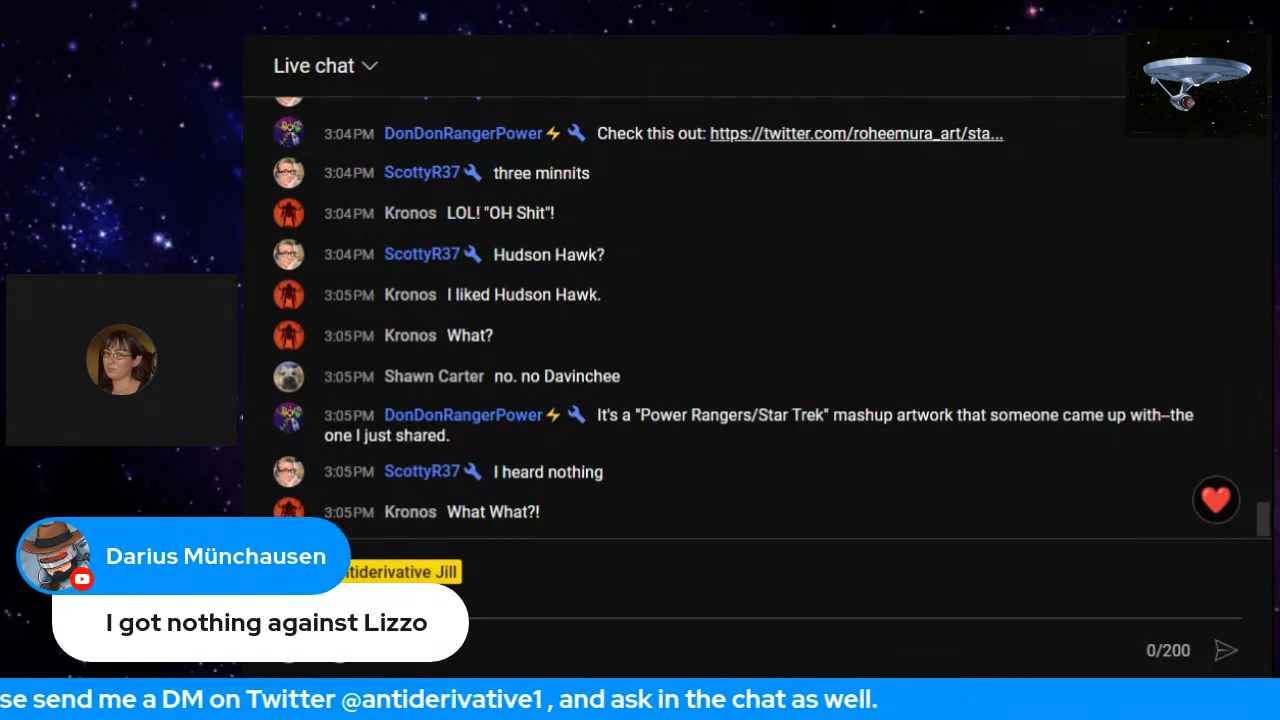 Live chat
3:04 PM DonDonRangerPower⚡ Check this out: https://twitter.com/roheemura_art/sta...
3:04 PM ScottyR37 three minnits
3:04 PM Kronos LOL! "OH Shit"!
3:04 PM ScottyR37 Hudson Hawk?
3:05 PM Kronos I liked Hudson Hawk.
3:05 PM Kronos What?
3:05 PM Shawn Carter no. no Davinchee
3:05 PM DonDonRangerPower⚡ It's a "Power Rangers/Star Trek" mashup artwork that someone came up with--the
one I just shared.
3:05 PM ScottyR37 I heard nothing
3:05 PM Kronos What What?!
Darius Münchausen
ntiderivative Jill
I got nothing against Lizzo
0/200
se send me a DM on Twitter @antiderivative1 , and ask in the chat as well.